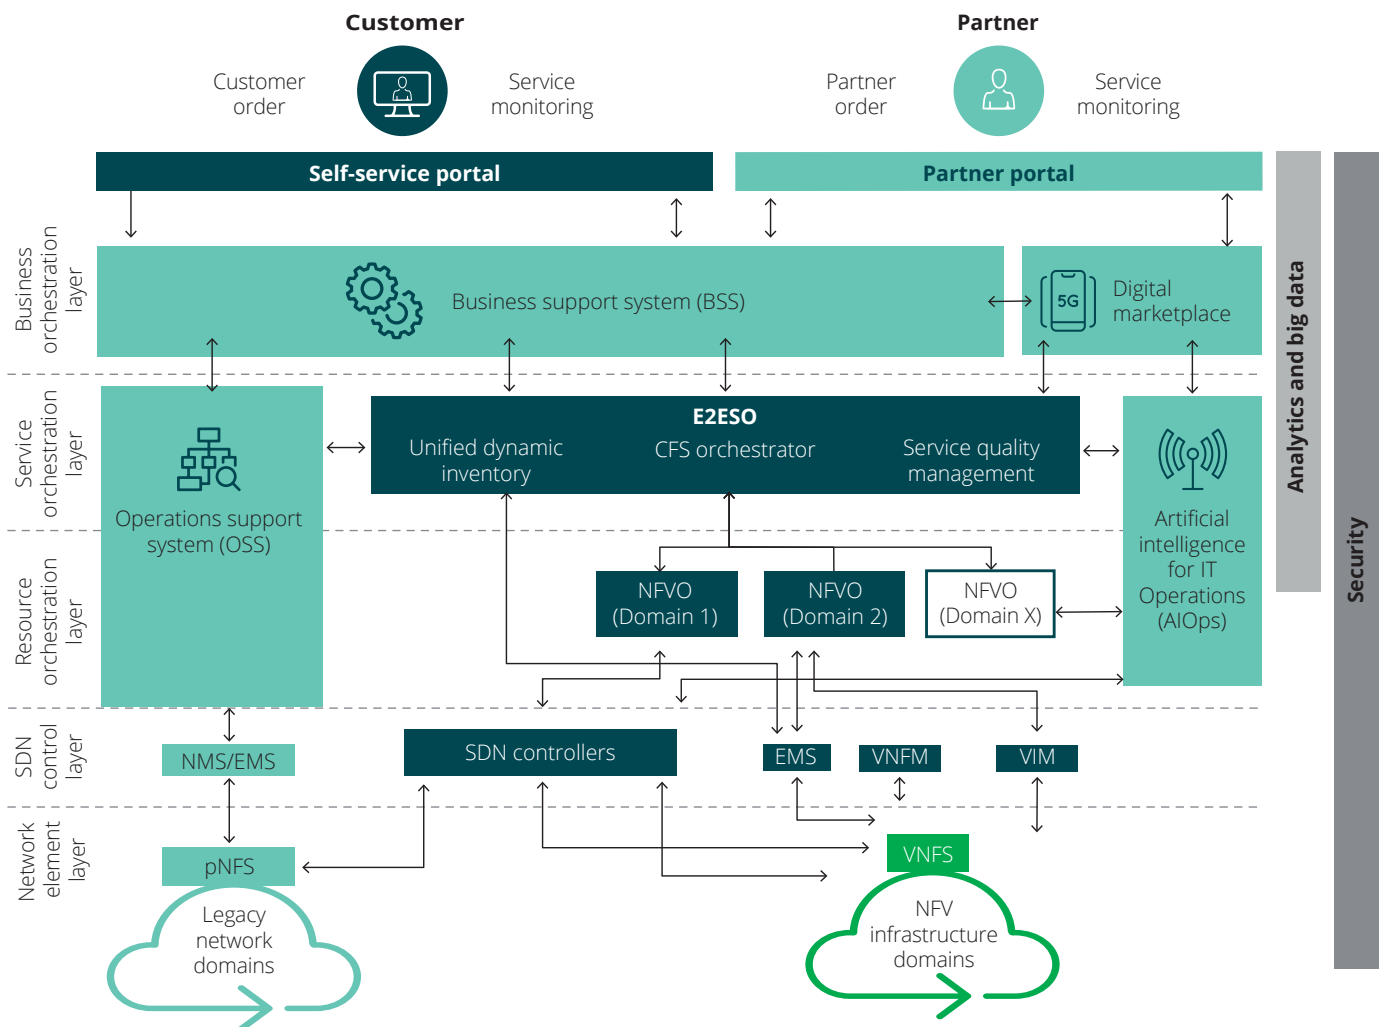 Customer
Partner
Customer
order
Service
monitoring
Partner
order
Service
monitoring
Self-service portal
Partner portal
Business
orchestration
layer
Business support system (BSS)
5G
Digital
marketplace
Analytics and big data
Security
Service
orchestration
layer
Operations support
system (OSS)
E2ESO
Unified dynamic
inventory
CFS orchestrator
Service quality
management
Artificial
intelligence
for IT
Operations
(AIOps)
Resource
orchestration
layer
NFVO
(Domain 1)
NFVO
(Domain 2)
NFVO
(Domain X)
SDN
control
layer
NMS/EMS
SDN controllers
EMS
VNFM
VIM
Network
element
layer
pNFS
VNFS
Legacy
network
domains
NFV
infrastructure
domains